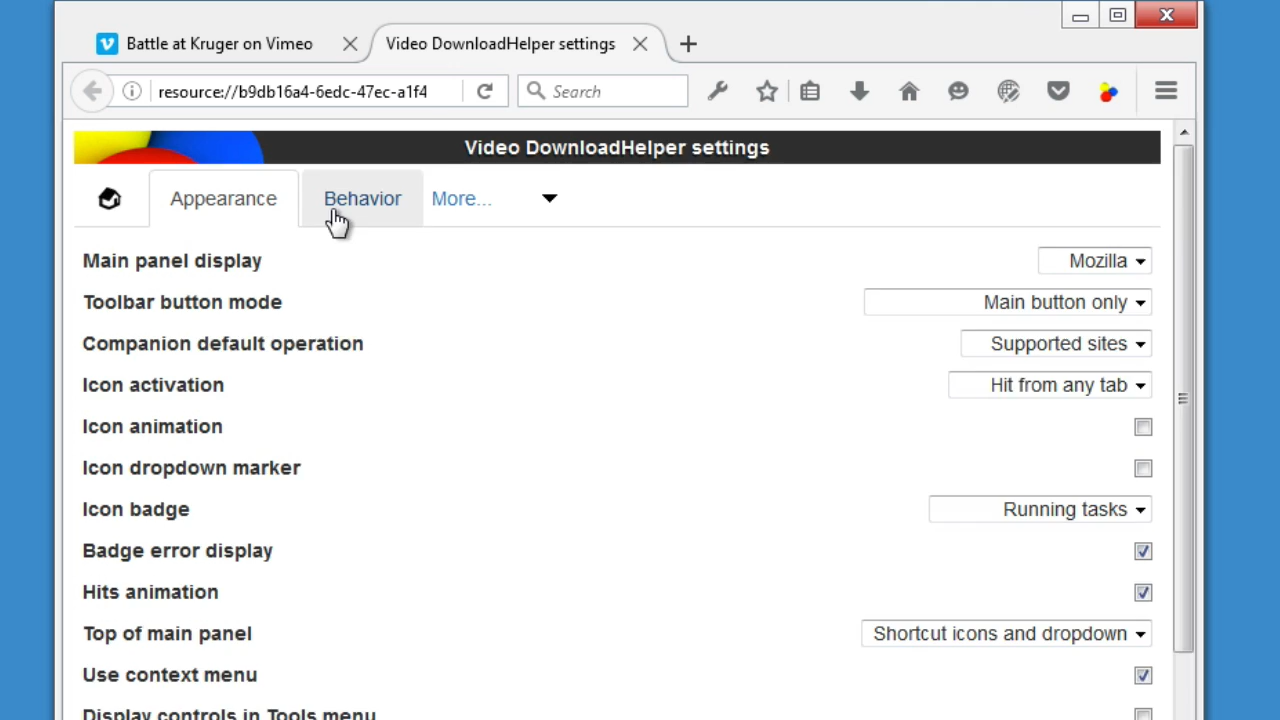 Battle at Kruger on Vimeo
Video DownloadHelper settings
resource://b9db16a4-6edc-47ec-a1f4
Search
Video DownloadHelper settings
Appearance Behavior More...
Main panel display Mozilla
Toolbar button mode Main button only
Companion default operation Supported sites
Icon activation Hit from any tab
Icon animation
Icon dropdown marker
Icon badge Running tasks
Badge error display
Hits animation
Top of main panel Shortcut icons and dropdown
Use context menu
Display controls in Tools menu